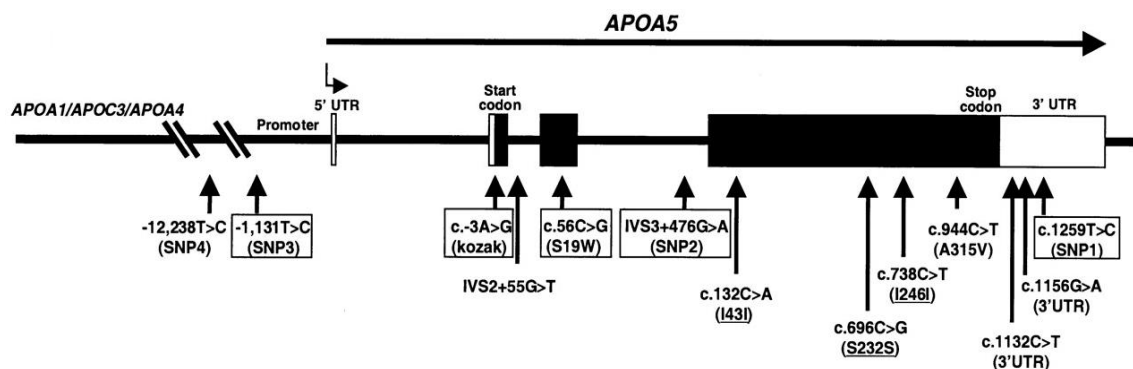 APOA5
APOA1/APOC3/APOA4
Promoter
5' UTR
Start
codon
Stop
codon
3' UTR
-12,238T>C
(SNP4)
-1,131T>C
(SNP3)
c.-3A>G
(kozak)
IVS2+55G>T
c.56C>G
(S19W)
IVS3+476G>A
(SNP2)
c.132C>A
(I43I)
c.696C>G
(S232S)
c.738C>T
(I246I)
c.944C>T
(A315V)
c.1132C>T
(3'UTR)
c.1156G>A
(3'UTR)
c.1259T>C
(SNP1)